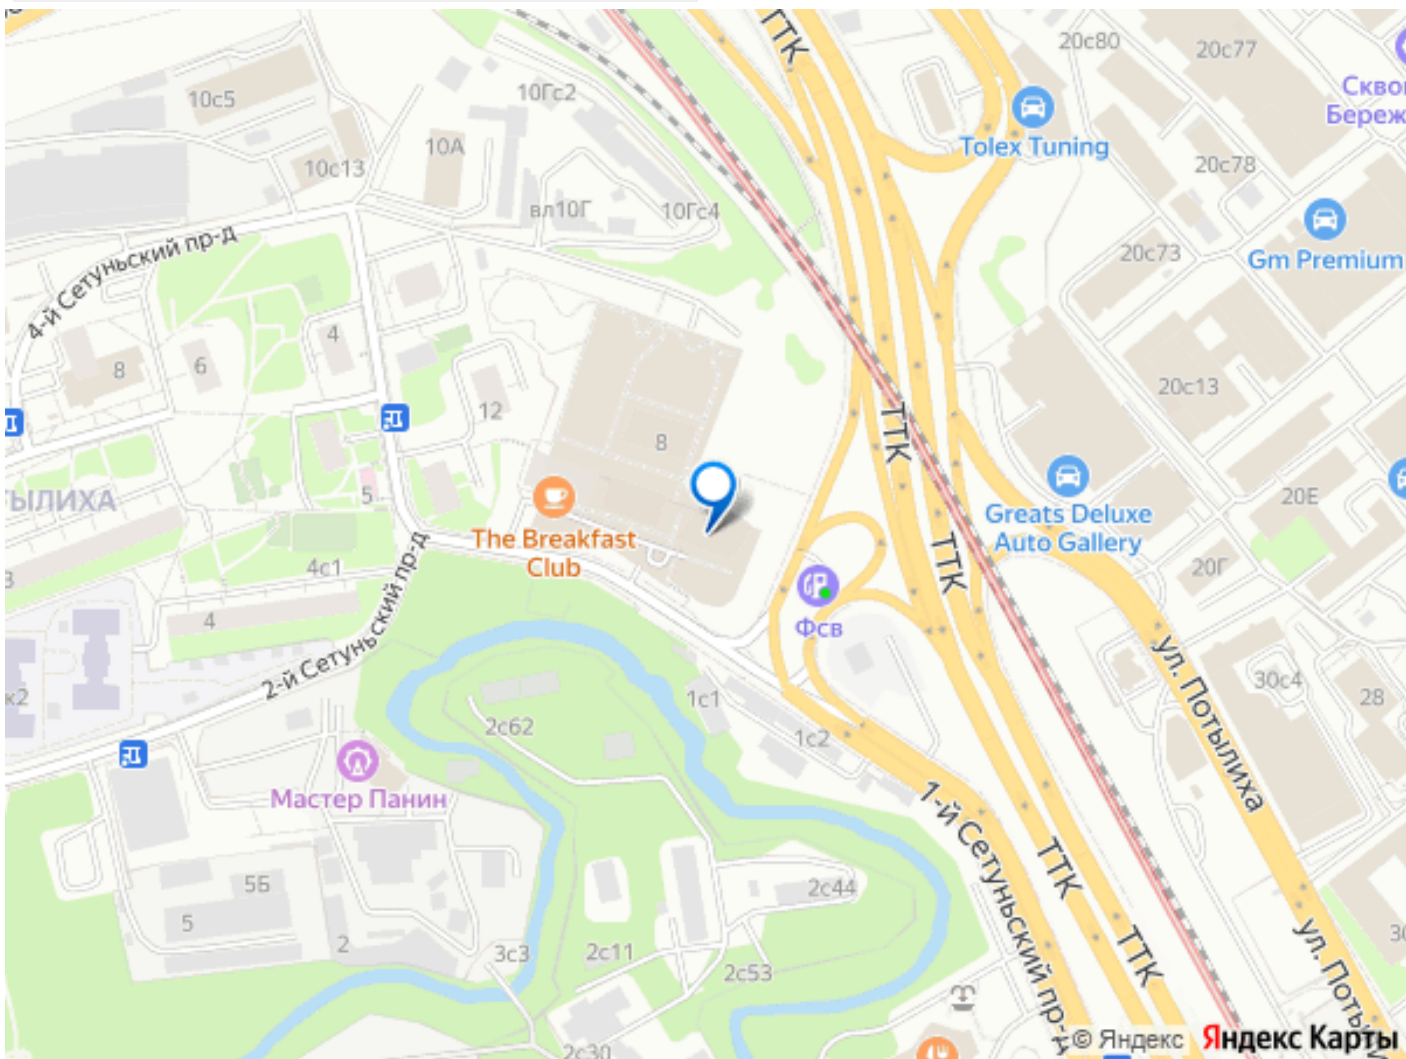 ТТК
20с80
20с77
Tolex Tuning
10с5
10Гс2
10А
10с13
вл10Г
10Гс4
20с78
20с73
Gm Premium
4-й Сетуньский пр-д
4
6
8
12
8
20с13
ТТК
5
The Breakfast
Club
Greats Deluxe
Auto Gallery
20Е
20Г
ТТК
4с1
4
2-й Сетуньский пр-д
Фсв
ул. Потылиха
30с4
28
к2
1с1
2с62
1с2
Мастер Панин
1-й Сетуньский пр-д
5Б
5
2
3с3
2с11
2с44
2с53
2с30
ТТК
ТТК
© Яндекс
Яндекс Карты